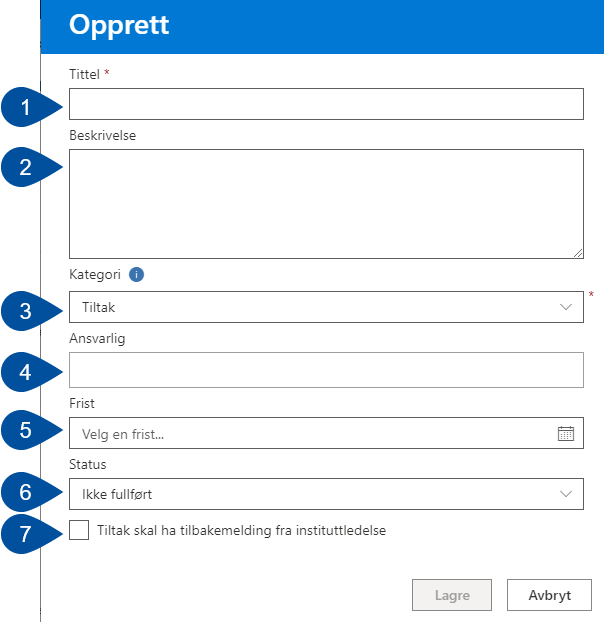 Opprett
Tittel *
1
Beskrivelse
2
Kategori i
3 Tiltak *
Ansvarlig
4
Frist
5 Velg en frist...
Status
6 Ikke fullført
7 Tiltak skal ha tilbakemelding fra instituttledelse
Lagre Avbryt